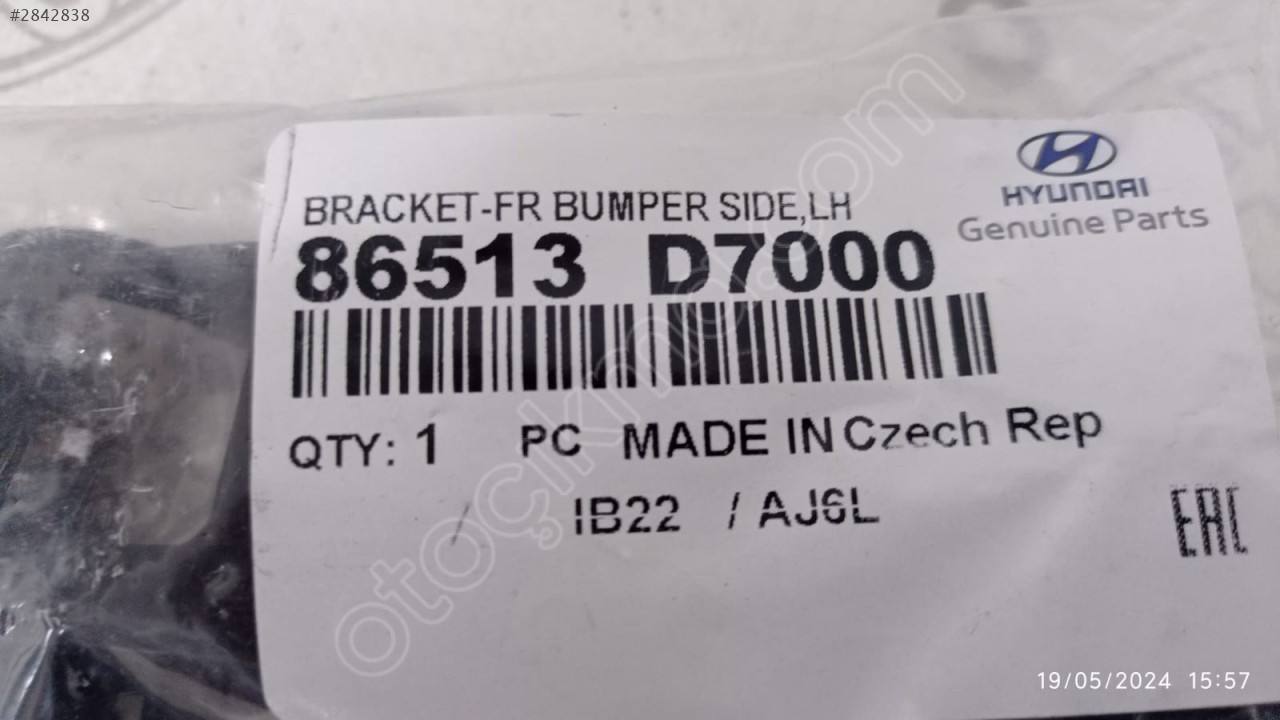 #2842838
HYUNDAI
Genuine Parts
BRACKET-FR BUMPER SIDE,LH
86513 D7000
QTY: 1 PC MADE IN Czech Rep
/ IB22 / AJ6L
EAC
otoçıkma.com
19/05/2024 15:57